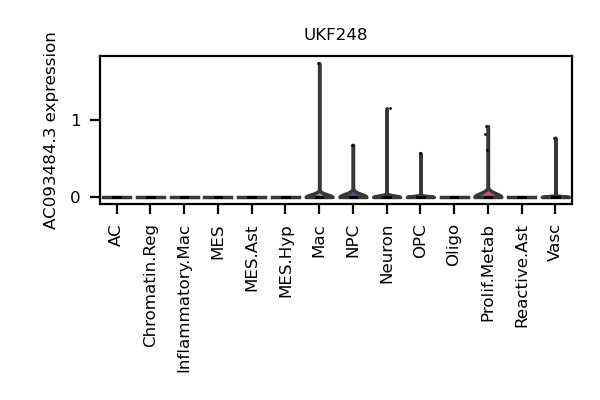 UKF248
AC093484.3 expression
1
0
AC
Chromatin.Reg
Inflammatory.Mac
MES
MES.Ast
MES.Hyp
Mac
NPC
Neuron
OPC
Oligo
Prolif.Metab
Reactive.Ast
Vasc